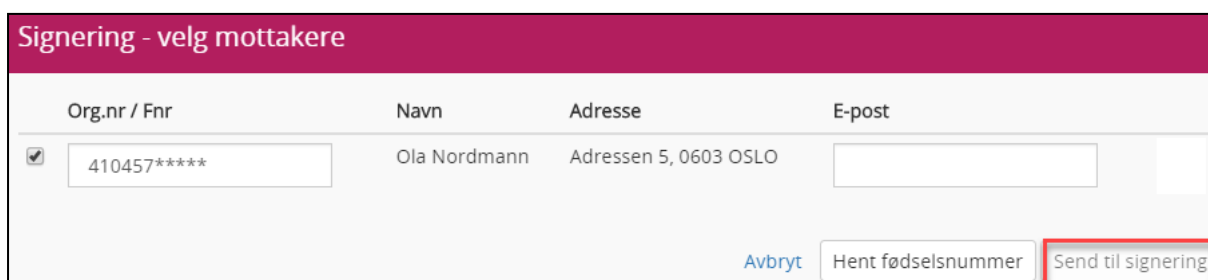 Signering - velg mottakere
Org.nr / Fnr Navn Adresse E-post
410457***** Ola Nordmann Adressen 5, 0603 OSLO
Avbryt Hent fødselsnummer Send til signering